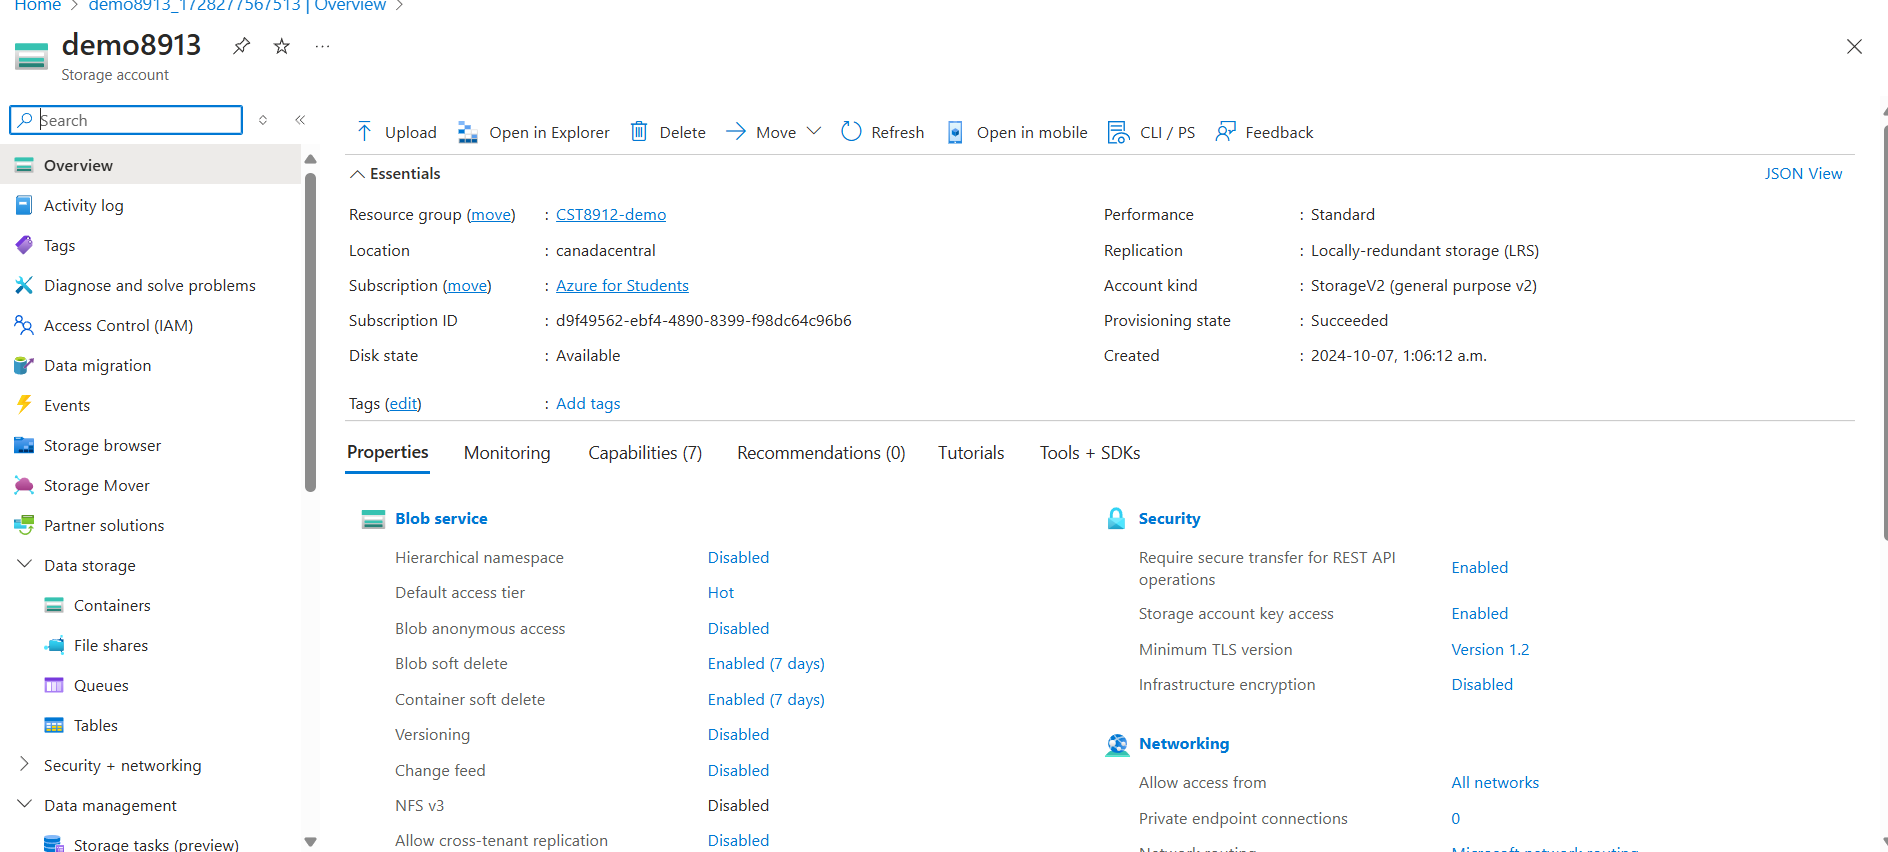 Home > demo8913_1728277567513 | Overview >
demo8913
...
Storage account
Search
Overview
Activity log
Tags
Diagnose and solve problems
Access Control (IAM)
Data migration
Events
Storage browser
Storage Mover
Partner solutions
Data storage
Containers
File shares
Queues
Tables
Security + networking
Data management
Storage tasks (preview)
Upload Open in Explorer Delete Move Refresh Open in mobile CLI / PS Feedback
Essentials
JSON View
Resource group (move) : CST8912-demo
Location : canadacentral
Subscription (move) : Azure for Students
Subscription ID : d9f49562-ebf4-4890-8399-f98dc64c96b6
Disk state : Available
Tags (edit) : Add tags
Performance : Standard
Replication : Locally-redundant storage (LRS)
Account kind : StorageV2 (general purpose v2)
Provisioning state : Succeeded
Created : 2024-10-07, 1:06:12 a.m.
Properties Monitoring Capabilities (7) Recommendations (0) Tutorials Tools + SDKs
Blob service
Hierarchical namespace Disabled
Default access tier Hot
Blob anonymous access Disabled
Blob soft delete Enabled (7 days)
Container soft delete Enabled (7 days)
Versioning Disabled
Change feed Disabled
NFS v3 Disabled
Allow cross-tenant replication Disabled
Security
Require secure transfer for REST API
operations Enabled
Storage account key access Enabled
Minimum TLS version Version 1.2
Infrastructure encryption Disabled
Networking
Allow access from All networks
Private endpoint connections 0
Network routing Microsoft network routing